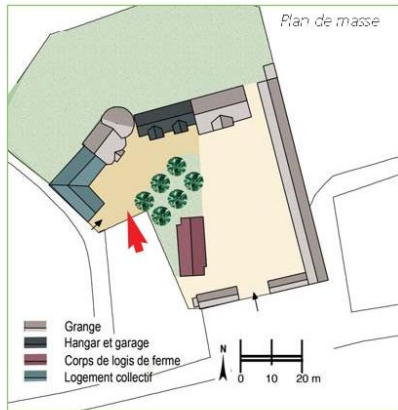 Plan de masse
Grange
Hangar et garage
Corps de logis de ferme
Logement collectif
N
0 10 20 m